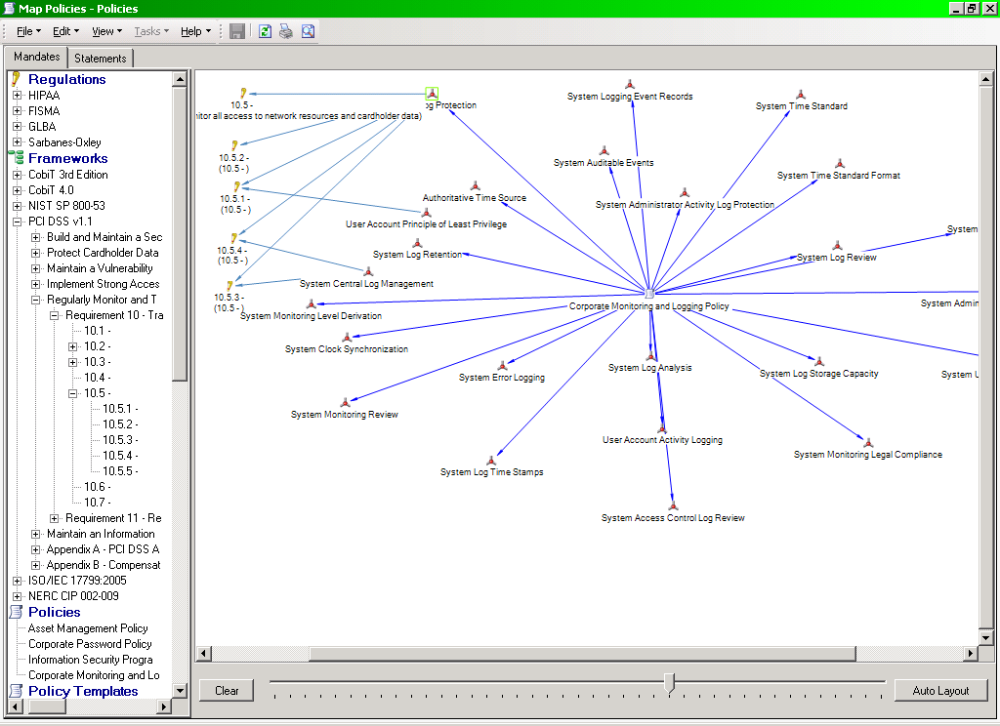 Map Policies - Policies
File Edit View Tasks Help
Mandates Statements
Regulations
HIPAA
FISMA
GLBA
Sarbanes-Oxley
Frameworks
CobiT 3rd Edition
CobiT 4.0
NIST SP 800-53
PCI DSS v1.1
Build and Maintain a Sec
Protect Cardholder Data
Maintain a Vulnerability
Implement Strong Acces
Regularly Monitor and T
Requirement 10 - Tra
10.1 -
10.2 -
10.3 -
10.4 -
10.5 -
10.5.1 -
10.5.2 -
10.5.3 -
10.5.4 -
10.5.5 -
10.6 -
10.7 -
Requirement 11 - Re
Maintain an Information
Appendix A - PCI DSS A
Appendix B - Compensat
ISO/IEC 17799:2005
NERC CIP 002-009
Policies
Asset Management Policy
Corporate Password Policy
Information Security Progra
Corporate Monitoring and Lo
Policy Templates
10.5 -
nitor all access to network resources and cardholder data)
og Protection
System Logging Event Records
System Time Standard
10.5.2 -
(10.5 - )
System Auditable Events
System Time Standard Format
10.5.1 -
(10.5 - )
Authoritative Time Source
System Administrator Activity Log Protection
User Account Principle of Least Privilege
System
10.5.4 -
(10.5 - )
System Log Retention
System Log Review
System Central Log Management
10.5.3 -
(10.5 - )
System Monitoring Level Derivation
Corporate Monitoring and Logging Policy
System Admin
System Clock Synchronization
System Error Logging
System Log Analysis
System Log Storage Capacity
System U
System Monitoring Review
User Account Activity Logging
System Monitoring Legal Compliance
System Log Time Stamps
System Access Control Log Review
Clear
Auto Layout